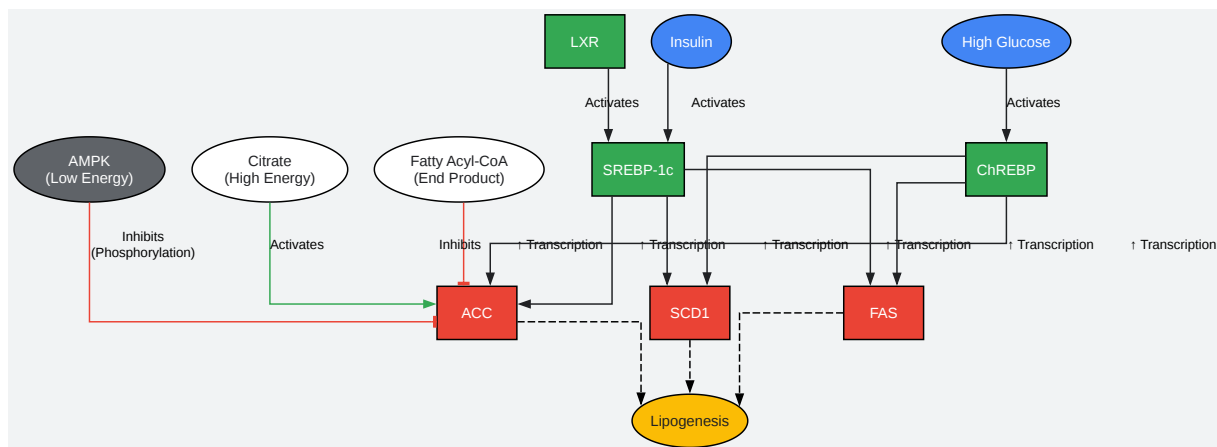 LXR
Insulin
High Glucose
Activates
Activates
Activates
AMPK
(Low Energy)
Citrate
(High Energy)
Fatty Acyl-CoA
(End Product)
SREBP-1c
ChREBP
Inhibits
(Phosphorylation)
Activates
Inhibits
↑ Transcription
↑ Transcription
↑ Transcription
↑ Transcription
↑ Transcription
↑ Transcription
ACC
SCD1
FAS
Lipogenesis